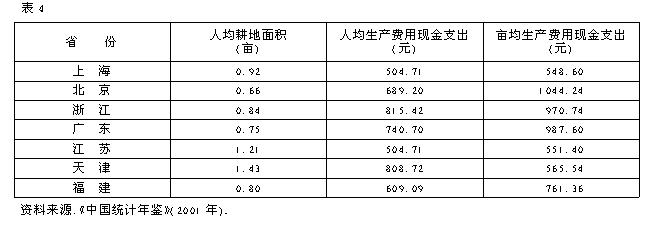 表 4
省 份 人均耕地面积(亩) 人均生产费用现金支出(元) 亩均生产费用现金支出(元)
上 海 0.92 504.71 548.60
北 京 0.66 689.20 1044.24
浙 江 0.84 815.42 970.74
广 东 0.75 740.70 987.60
江 苏 1.21 504.71 551.40
天 津 1.43 808.72 565.54
福 建 0.80 609.09 761.36
资料来源:《中国统计年鉴》(2001 年).